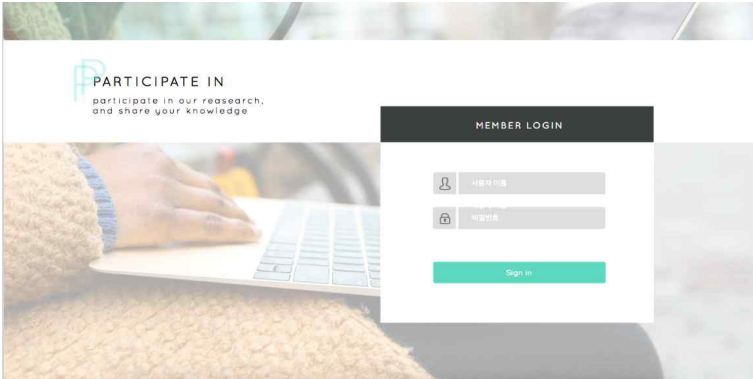 PARTICIPATE IN
participate in our reasearch,
and share your knowledge
MEMBER LOGIN
사용자 이름
비밀번호
Sign in